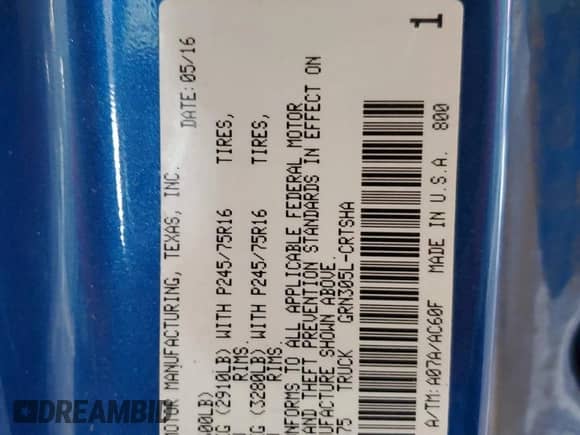 MOTOR MANUFACTURING, TEXAS, INC.
DATE: 05/16
00LB)
G (2910LB) WITH P245/75R16 TIRES,
RIMS.
G (3280LB) WITH P245/75R16 TIRES,
RIMS.
NFORMS TO ALL APPLICABLE FEDERAL MOTOR
AND THEFT PREVENTION STANDARDS IN EFFECT ON
UFACTURE SHOWN ABOVE.
75 TRUCK GRN305L-CRTSHA
A/TM: A07A/AC60F MADE IN U.S.A. 800
1
DREAMBID